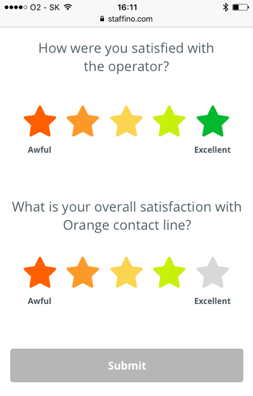 O2 - SK 16:11
staffino.com
How were you satisfied with
the operator?
Awful Excellent
What is your overall satisfaction with
Orange contact line?
Awful Excellent
Submit